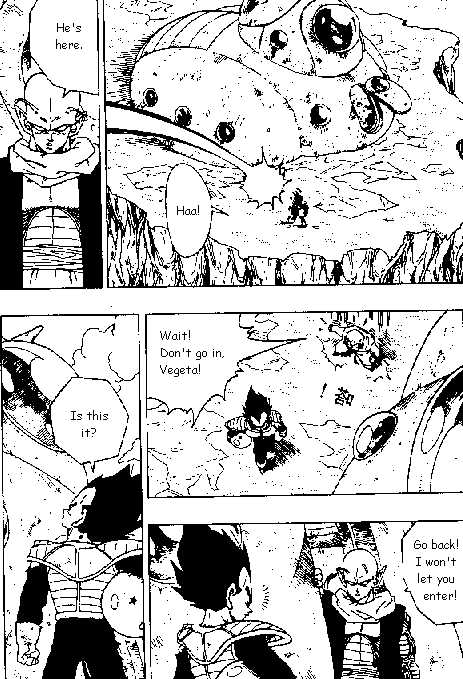 He's
here.
Haa!
Is this
it?
Wait!
Don't go in,
Vegeta!
Go back!
I won't
let you
enter!